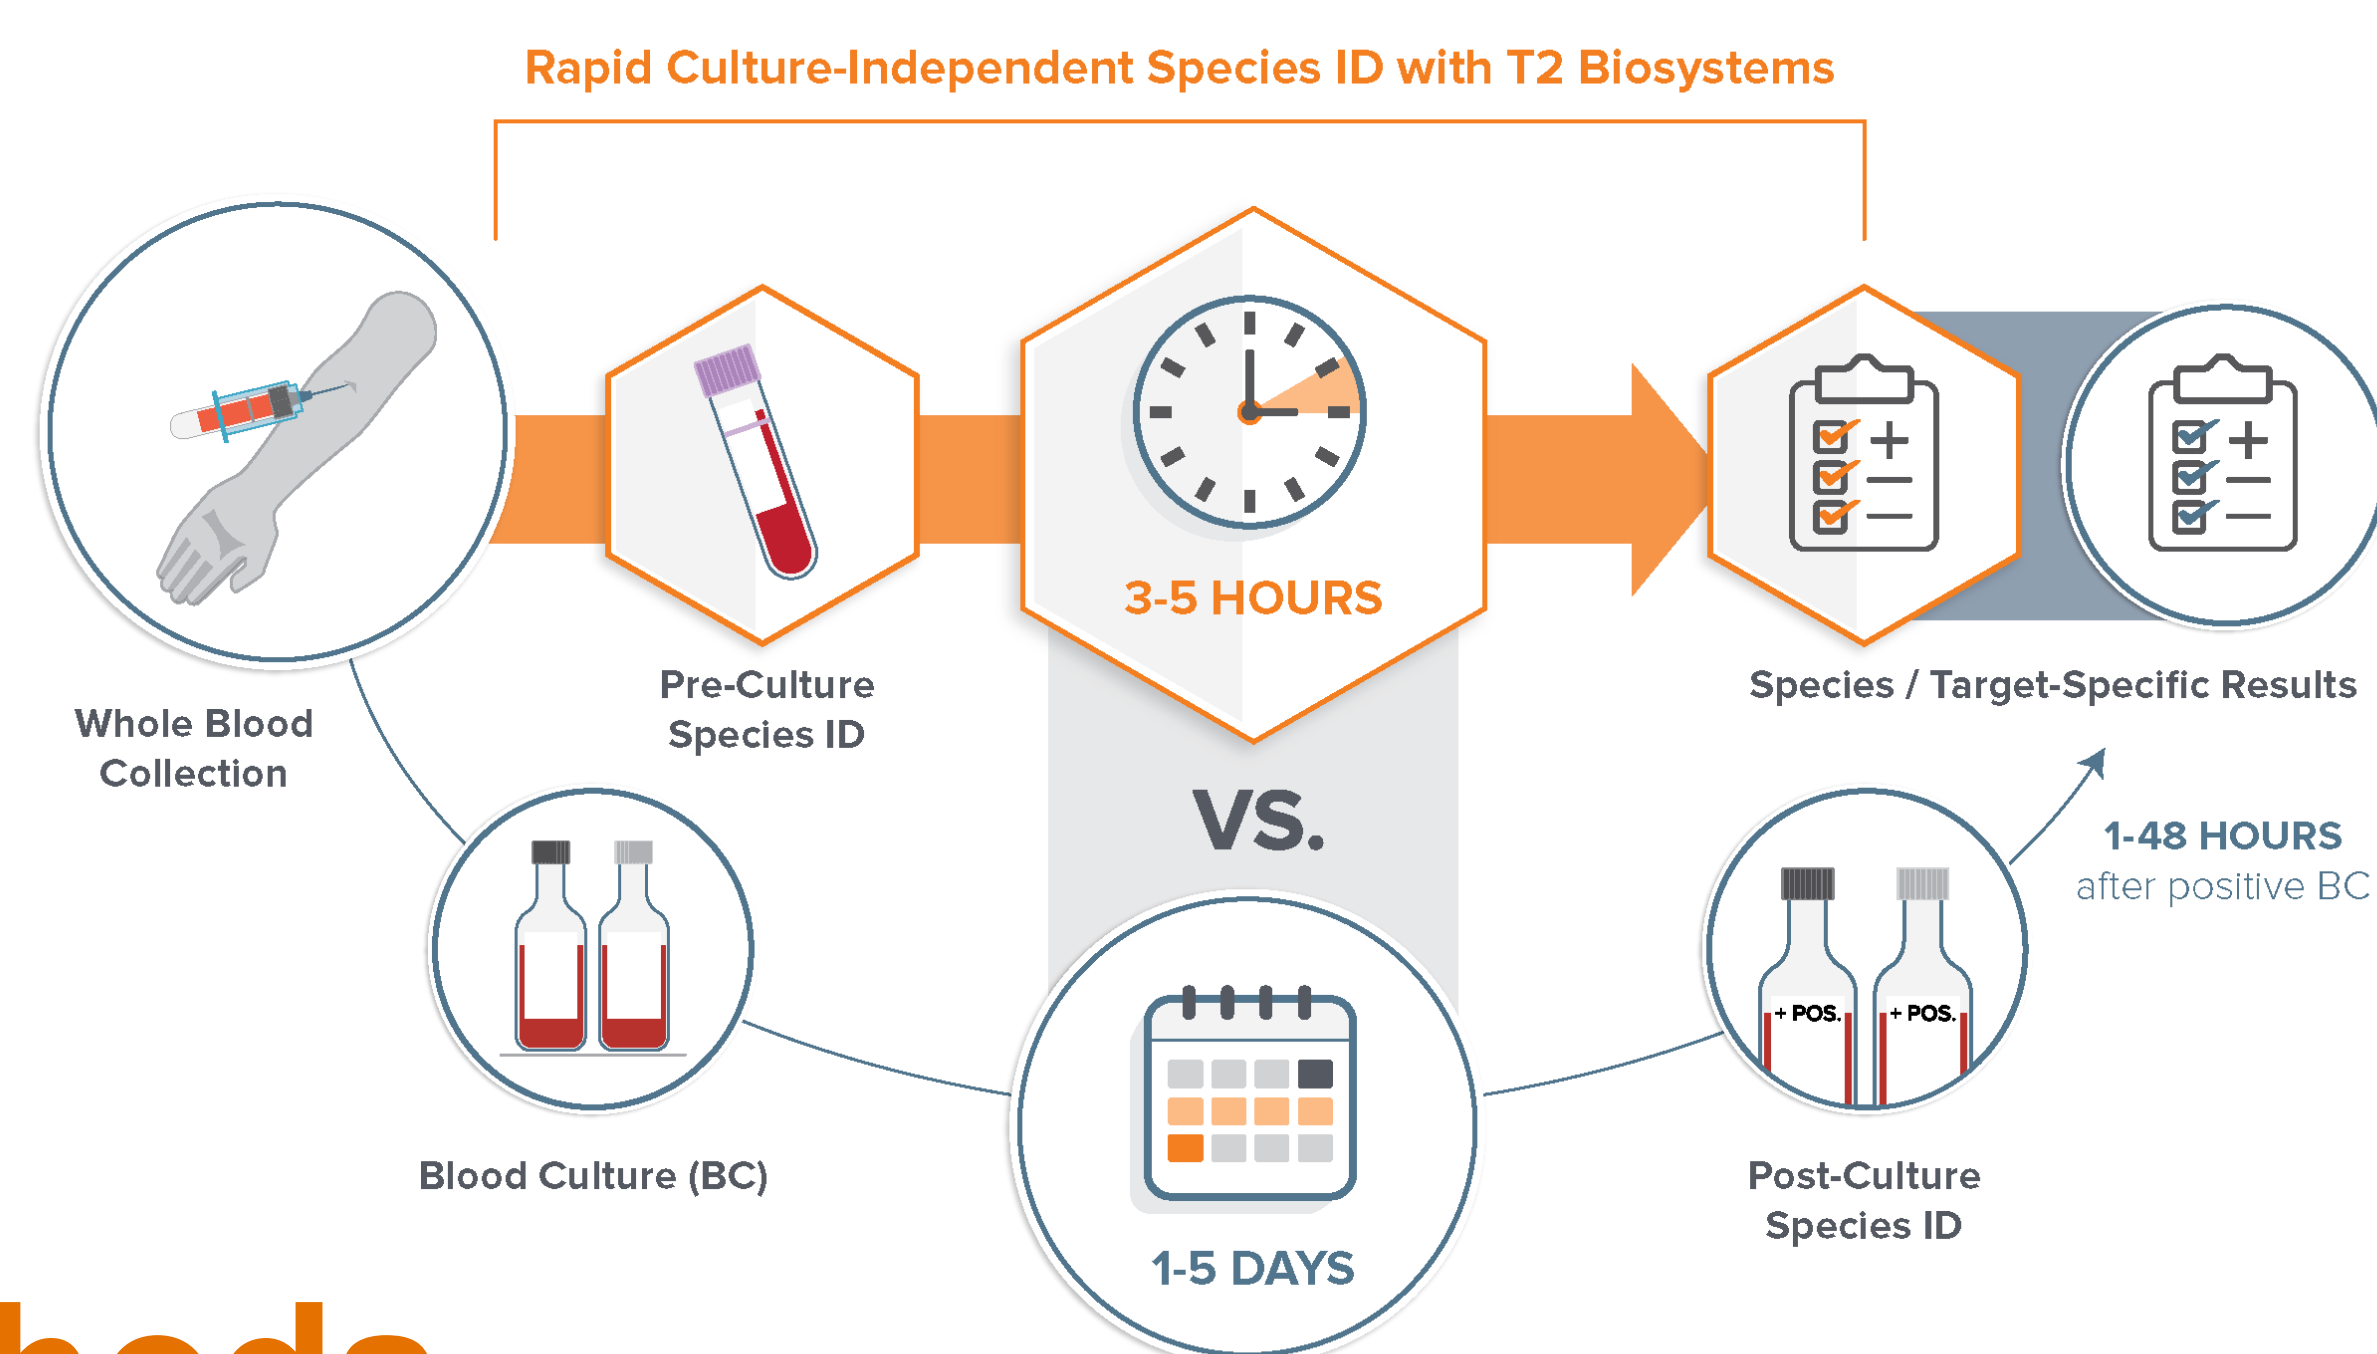 Rapid Culture-Independent Species ID with T2 Biosystems
3-5 HOURS
Pre-Culture
Species ID
Species / Target-Specific Results
Whole Blood
Collection
VS.
1-48 HOURS
after positive BC
+ POS.
+ POS.
Blood Culture (BC)
Post-Culture
Species ID
1-5 DAYS